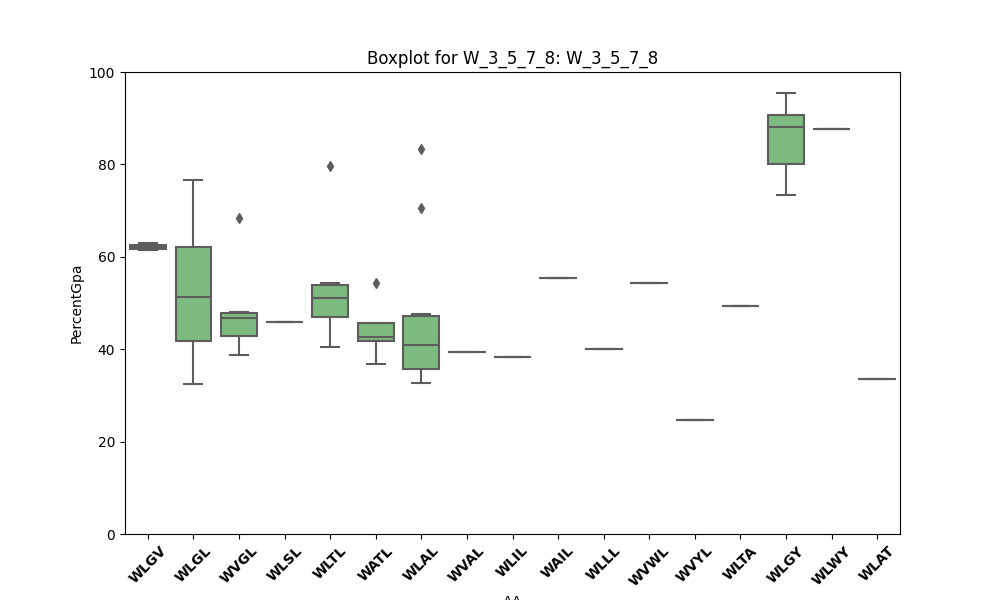 Boxplot for W_3_5_7_8: W_3_5_7_8
100
80
60
40
20
0
PercentGpa
WLGV
WLGL
WVGL
WLSL
WLTL
WATL
WLAL
WVAL
WLIL
WAIL
WLLL
WVWL
WVYL
WLTA
WLGY
WLWY
WLAT
AA